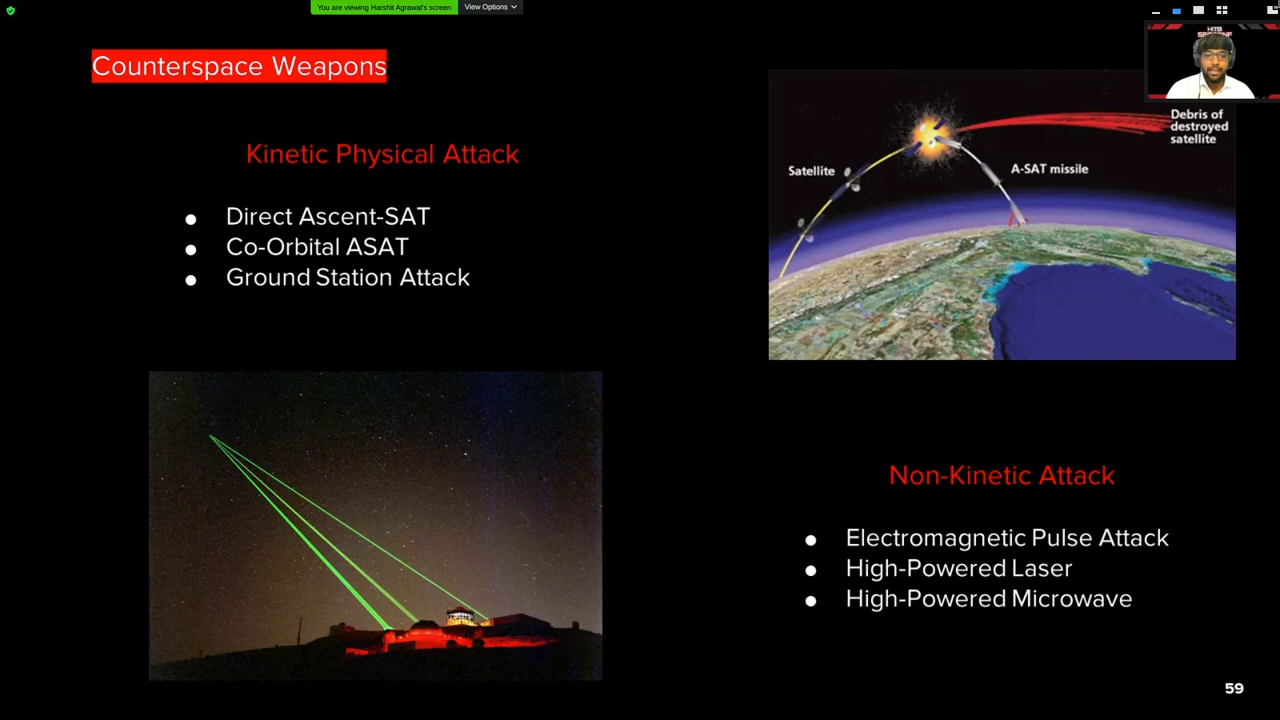 You are viewing Harshit Agrawal's screen
View Options
Counterspace Weapons
Kinetic Physical Attack
● Direct Ascent-SAT
● Co-Orbital ASAT
● Ground Station Attack
Satellite
A-SAT missile
Debris of
destroyed
satellite
HITB
Non-Kinetic Attack
● Electromagnetic Pulse Attack
● High-Powered Laser
● High-Powered Microwave
59